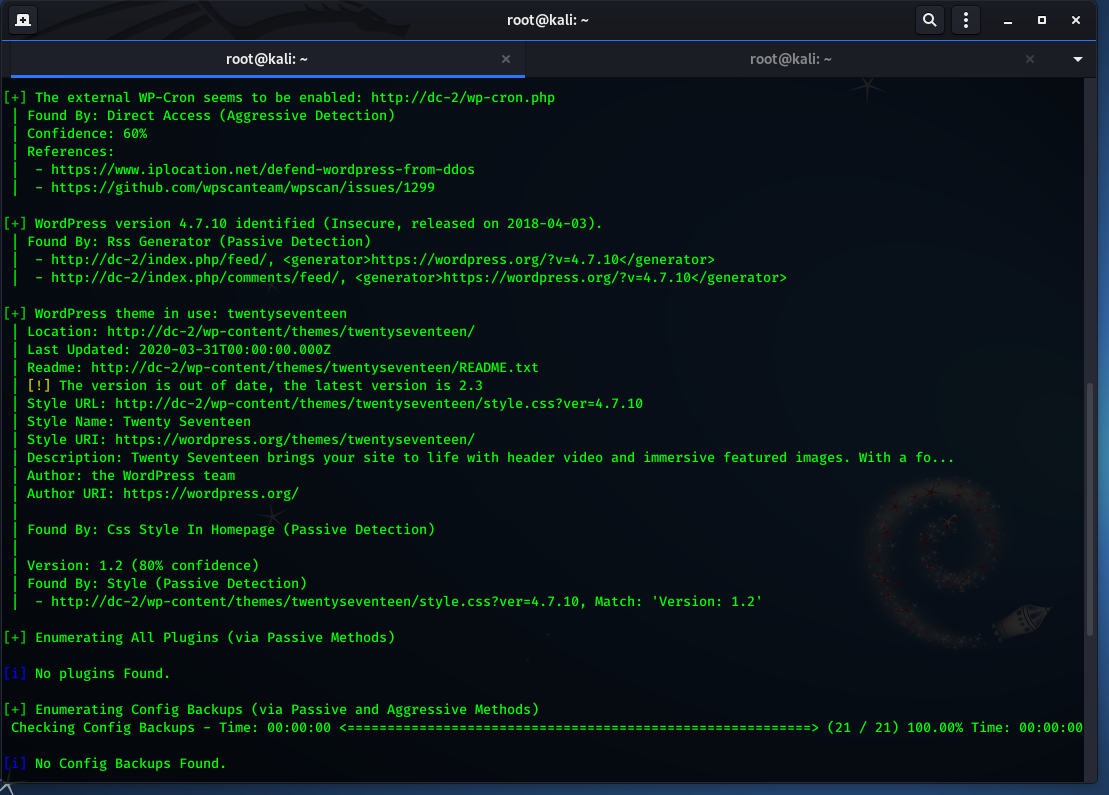 root@kali: ~
root@kali: ~
root@kali: ~
[+] The external WP-Cron seems to be enabled: http://dc-2/wp-cron.php
| Found By: Direct Access (Aggressive Detection)
| Confidence: 60%
| References:
|  - https://www.iplocation.net/defend-wordpress-from-ddos
|  - https://github.com/wpscanteam/wpscan/issues/1299
[+] WordPress version 4.7.10 identified (Insecure, released on 2018-04-03).
| Found By: Rss Generator (Passive Detection)
|  - http://dc-2/index.php/feed/, <generator>https://wordpress.org/?v=4.7.10</generator>
|  - http://dc-2/index.php/comments/feed/, <generator>https://wordpress.org/?v=4.7.10</generator>
[+] WordPress theme in use: twentyseventeen
| Location: http://dc-2/wp-content/themes/twentyseventeen/
| Last Updated: 2020-03-31T00:00:00.000Z
| Readme: http://dc-2/wp-content/themes/twentyseventeen/README.txt
| [!] The version is out of date, the latest version is 2.3
| Style URL: http://dc-2/wp-content/themes/twentyseventeen/style.css?ver=4.7.10
| Style Name: Twenty Seventeen
| Style URI: https://wordpress.org/themes/twentyseventeen/
| Description: Twenty Seventeen brings your site to life with header video and immersive featured images. With a fo...
| Author: the WordPress team
| Author URI: https://wordpress.org/
|
| Found By: Css Style In Homepage (Passive Detection)
|
| Version: 1.2 (80% confidence)
| Found By: Style (Passive Detection)
|  - http://dc-2/wp-content/themes/twentyseventeen/style.css?ver=4.7.10, Match: 'Version: 1.2'
[+] Enumerating All Plugins (via Passive Methods)
[i] No plugins Found.
[+] Enumerating Config Backups (via Passive and Aggressive Methods)
Checking Config Backups - Time: 00:00:00 <==========================================================> (21 / 21) 100.00% Time: 00:00:00
[i] No Config Backups Found.